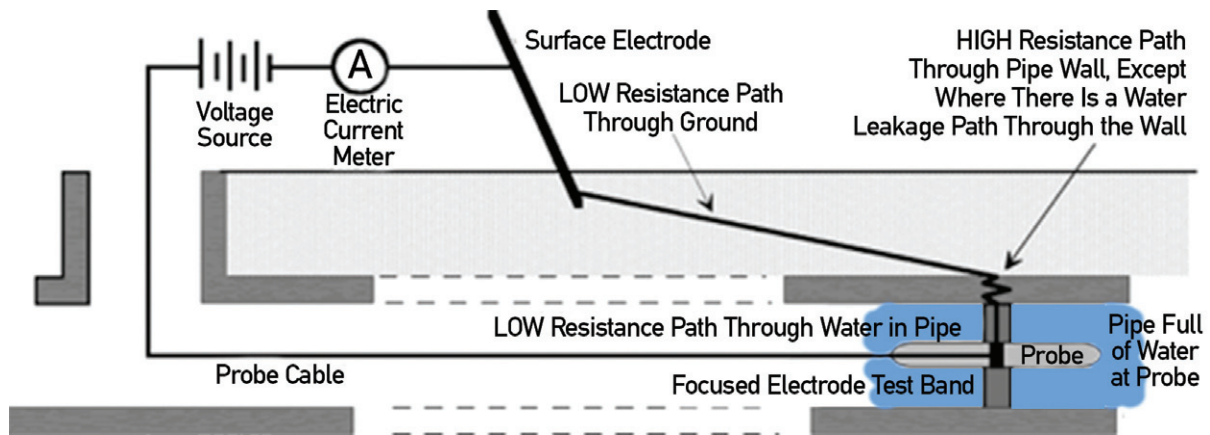 Voltage
Source
A
Electric
Current
Meter
Surface Electrode
LOW Resistance Path
Through Ground
HIGH Resistance Path
Through Pipe Wall, Except
Where There Is a Water
Leakage Path Through the Wall
LOW Resistance Path Through Water in Pipe
Probe
Pipe Full
of Water
at Probe
Probe Cable
Focused Electrode Test Band